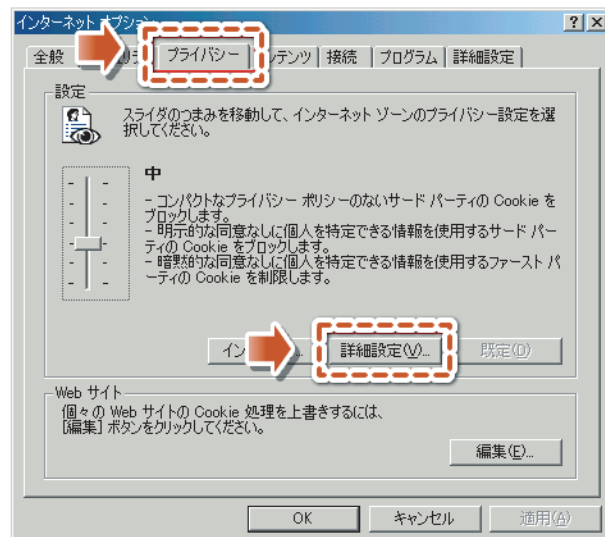 インターネット オプション
全般
プライバシー
テンツ
接続
プログラム
詳細設定
設定
スライダのつまみを移動して、インターネット ゾーンのプライバシー設定を選
択してください。
中
- コンパクトなプライバシー ポリシーのないサード パーティの Cookie を
ブロックします。
- 明示的な同意なしに個人を特定できる情報を使用するサード パー
ティの Cookie をブロックします。
- 暗黙的な同意なしに個人を特定できる情報を使用するファースト パ
ーティの Cookie を制限します。
イン
詳細設定(V)...
既定(D)
Web サイト
個々の Web サイトの Cookie 処理を上書きするには、
[編集] ボタンをクリックしてください。
編集(E)...
OK
キャンセル
適用(A)